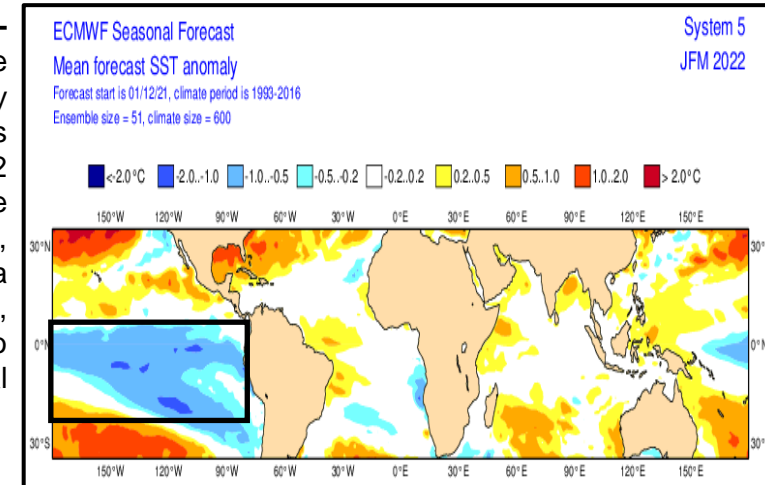 -
e
y
s
2
e
,
a
,
o
l
ECMWF Seasonal Forecast
System 5
Mean forecast SST anomaly
JFM 2022
Forecast start is 01/12/21, climate period is 1993-2016
Ensemble size = 51, climate size = 600
<-2.0°C -2.0..-1.0 -1.0..-0.5 -0.5..-0.2 -0.2..0.2 0.2..0.5 0.5..1.0 1.0..2.0 > 2.0°C
150°W 120°W 90°W 60°W 30°W 0°E 30°E 60°E 90°E 120°E 150°E
30°N 30°
0°N 0°
30°S 30°
150°W 120°W 90°W 60°W 30°W 0°E 30°E 60°E 90°E 120°E 150°E